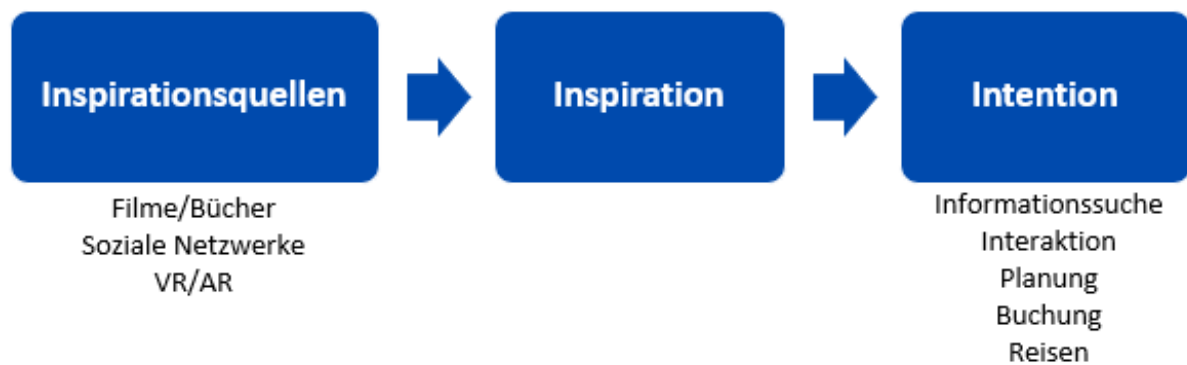 Inspirationsquellen
Filme/Bücher
Soziale Netzwerke
VR/AR
Inspiration
Intention
Informationssuche
Interaktion
Planung
Buchung
Reisen